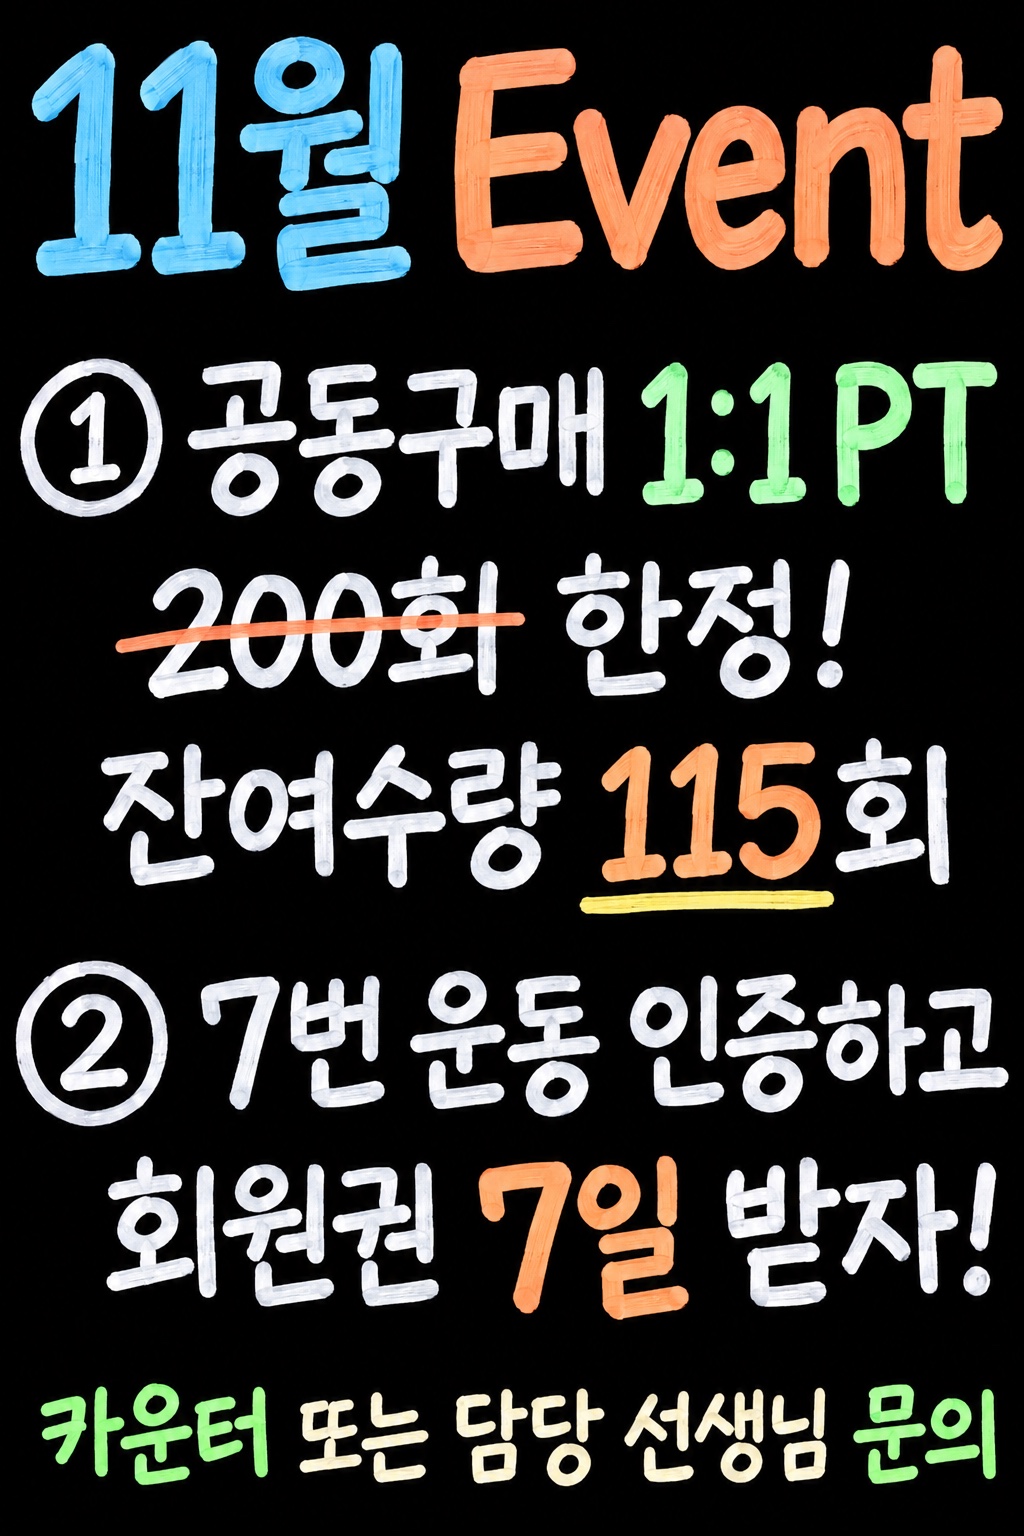 11월 Event
① 공동구매 1:1 PT
200회 한정!
잔여수량 115회
② 7번 운동 인증하고
회원권 7일 받자!
카운터 또는 담당 선생님 문의